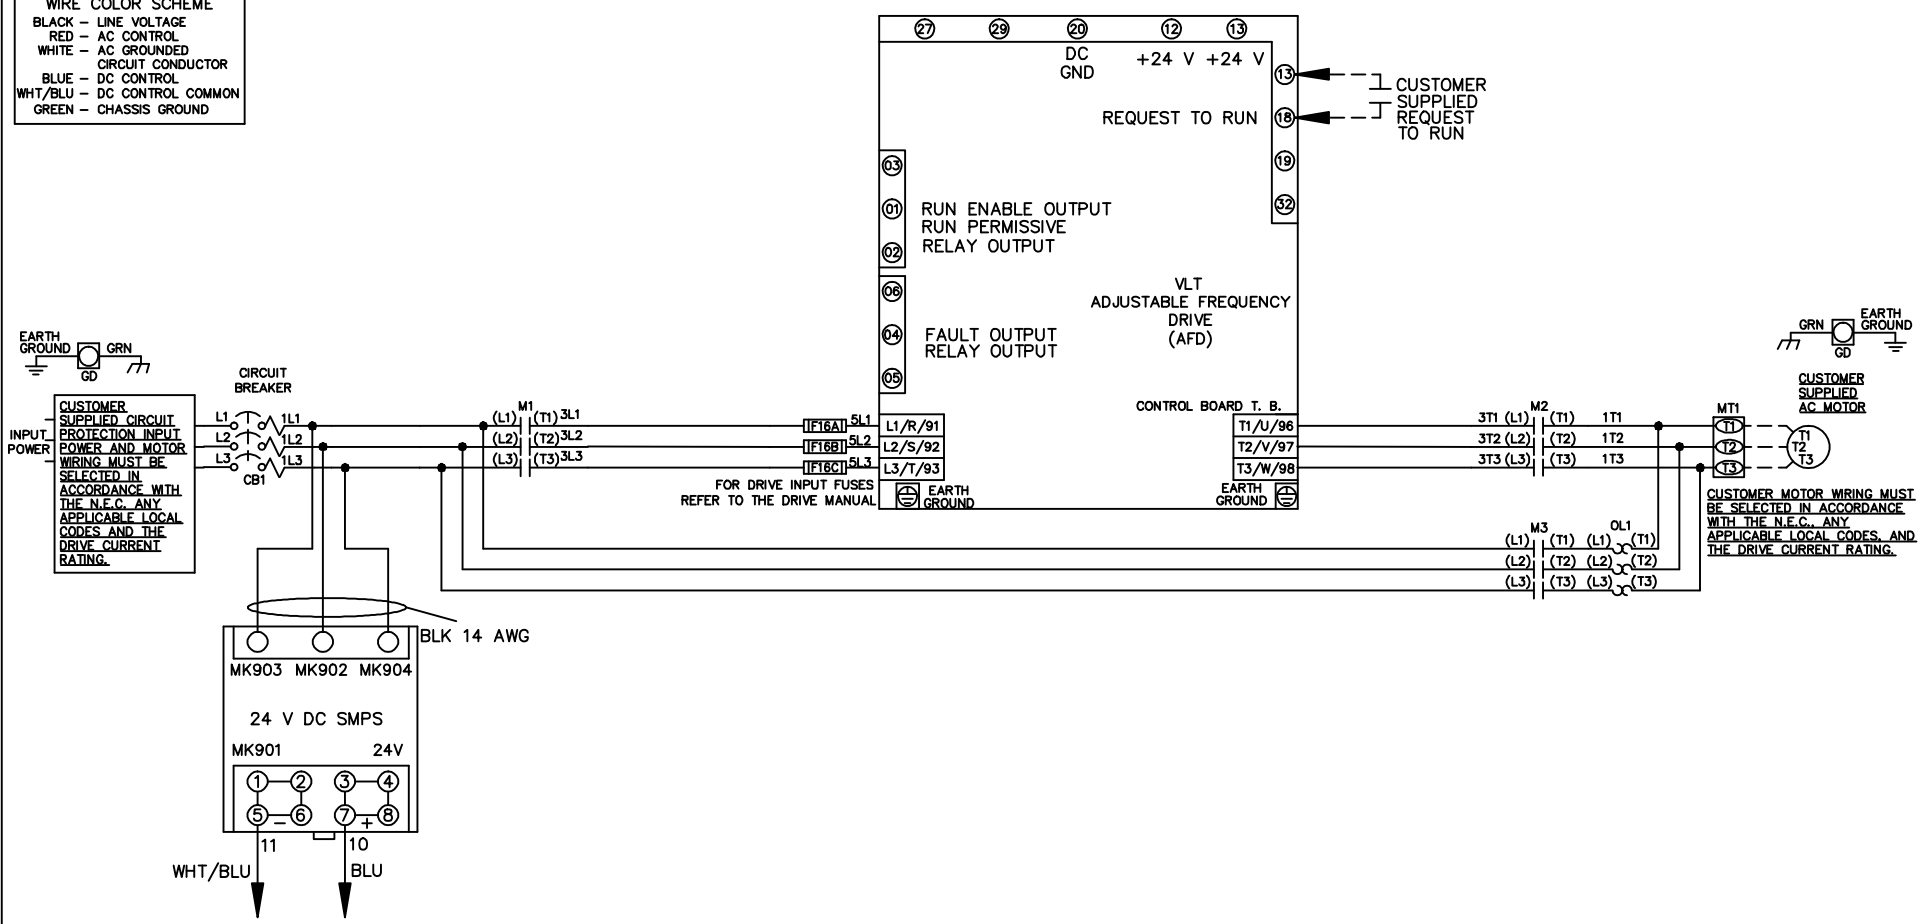 WIRE COLOR SCHEME
BLACK – LINE VOLTAGE
RED – AC CONTROL
WHITE – AC GROUNDED
CIRCUIT CONDUCTOR
BLUE – DC CONTROL
WHT/BLU – DC CONTROL COMMON
GREEN – CHASSIS GROUND
27
29
20
12
13
DC
GND
+24 V
+24 V
13
18
19
32
REQUEST TO RUN
CUSTOMER
SUPPLIED
REQUEST
TO RUN
03
01
02
RUN ENABLE OUTPUT
RUN PERMISSIVE
RELAY OUTPUT
06
04
05
FAULT OUTPUT
RELAY OUTPUT
VLT
ADJUSTABLE FREQUENCY
DRIVE
(AFD)
EARTH
GROUND
GRN
GD
CIRCUIT
BREAKER
INPUT
POWER
CUSTOMER
SUPPLIED CIRCUIT
PROTECTION INPUT
POWER AND MOTOR
WIRING MUST BE
SELECTED IN
ACCORDANCE WITH
THE N.E.C. ANY
APPLICABLE LOCAL
CODES AND THE
DRIVE CURRENT
RATING.
L1
L2
L3
1L1
1L2
1L3
CB1
M1
(L1) (T1) 3L1
(L2) (T2) 3L2
(L3) (T3) 3L3
F16A 5L1
F16B 5L2
F16C 5L3
L1/R/91
L2/S/92
L3/T/93
FOR DRIVE INPUT FUSES
REFER TO THE DRIVE MANUAL
EARTH
GROUND
CONTROL BOARD T. B.
T1/U/96
T2/V/97
T3/W/98
EARTH
GROUND
M2
3T1 (L1) (T1) 1T1
3T2 (L2) (T2) 1T2
3T3 (L3) (T3) 1T3
GRN
GD
EARTH
GROUND
CUSTOMER
SUPPLIED
AC MOTOR
MT1
T1
T2
T3
T1
T2
T3
CUSTOMER MOTOR WIRING MUST
BE SELECTED IN ACCORDANCE
WITH THE N.E.C., ANY
APPLICABLE LOCAL CODES, AND
THE DRIVE CURRENT RATING.
M3
OL1
(L1) (T1) (L1) (T1)
(L2) (T2) (L2) (T2)
(L3) (T3) (L3) (T3)
BLK 14 AWG
MK903 MK902 MK904
24 V DC SMPS
MK901 24V
1 2 3 4
5 6 7 8
– +
11
10
WHT/BLU
BLU